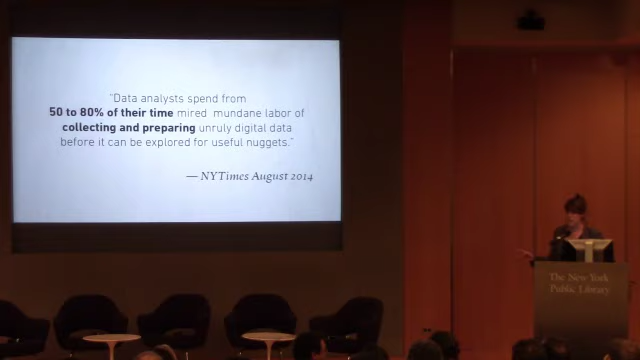 "Data analysts spend from
50 to 80% of their time mired mundane labor of
collecting and preparing unruly digital data
before it can be explored for useful nuggets."
— NYTimes August 2014
The New York
Public Library